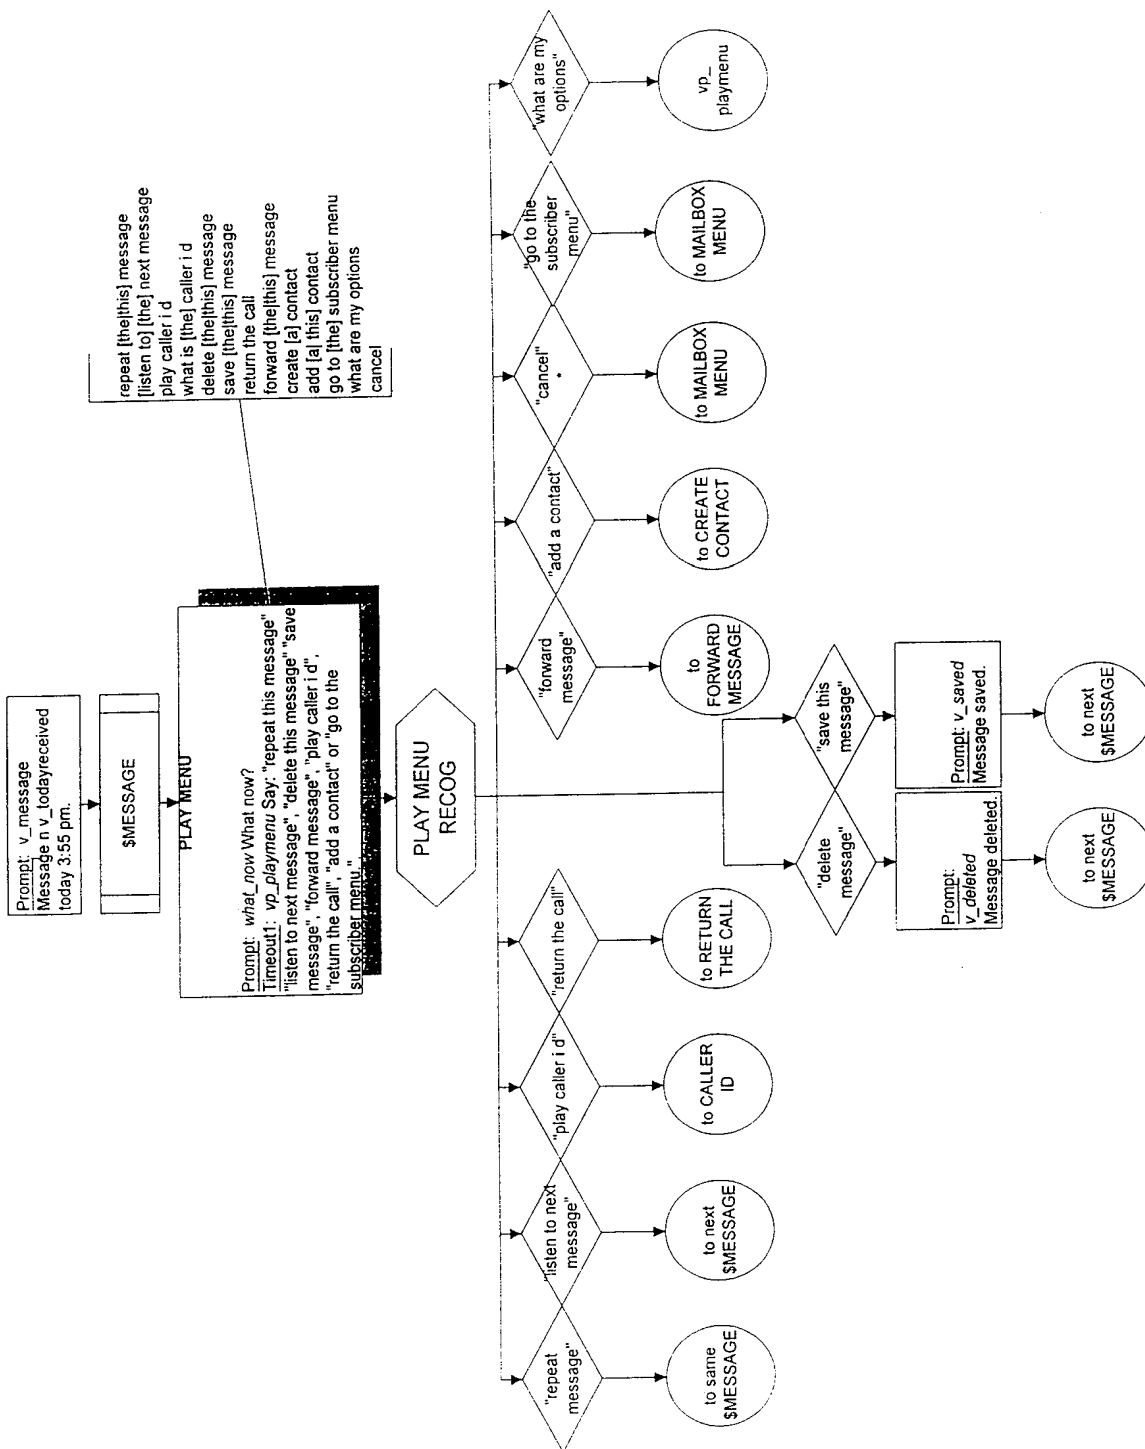 Prompt: v_message
Message n v_todayreceived
today 3:55 pm.
$MESSAGE
PLAY MENU
Prompt: what_now What now?
Timeout1: vp_playmenu Say: "repeat this message"
"listen to next message", "delete this message" "save
message", "forward message", "play caller i d",
"return the call", "add a contact" or "go to the
subscriber menu."
repeat [the|this] message
[listen to] [the] next message
play caller i d
what is [the] caller i d
delete [the|this] message
save [the|this] message
return the call
forward [the|this] message
create [a] contact
add [a| this] contact
go to [the] subscriber menu
what are my options
cancel
PLAY MENU
RECOG
"repeat
message"
"listen to next
message"
"play caller i d"
"return the call"
"forward
message"
"add a contact"
"cancel"
*
"go to the
subscriber
menu"
"what are my
options"
to same
$MESSAGE
to next
$MESSAGE
to CALLER
ID
to RETURN
THE CALL
to
FORWARD
MESSAGE
to CREATE
CONTACT
to MAILBOX
MENU
to MAILBOX
MENU
vp_
playmenu
"delete
message"
"save this
message"
Prompt:
v_deleted
Message deleted.
Prompt: v_saved
Message saved.
to next
$MESSAGE
to next
$MESSAGE